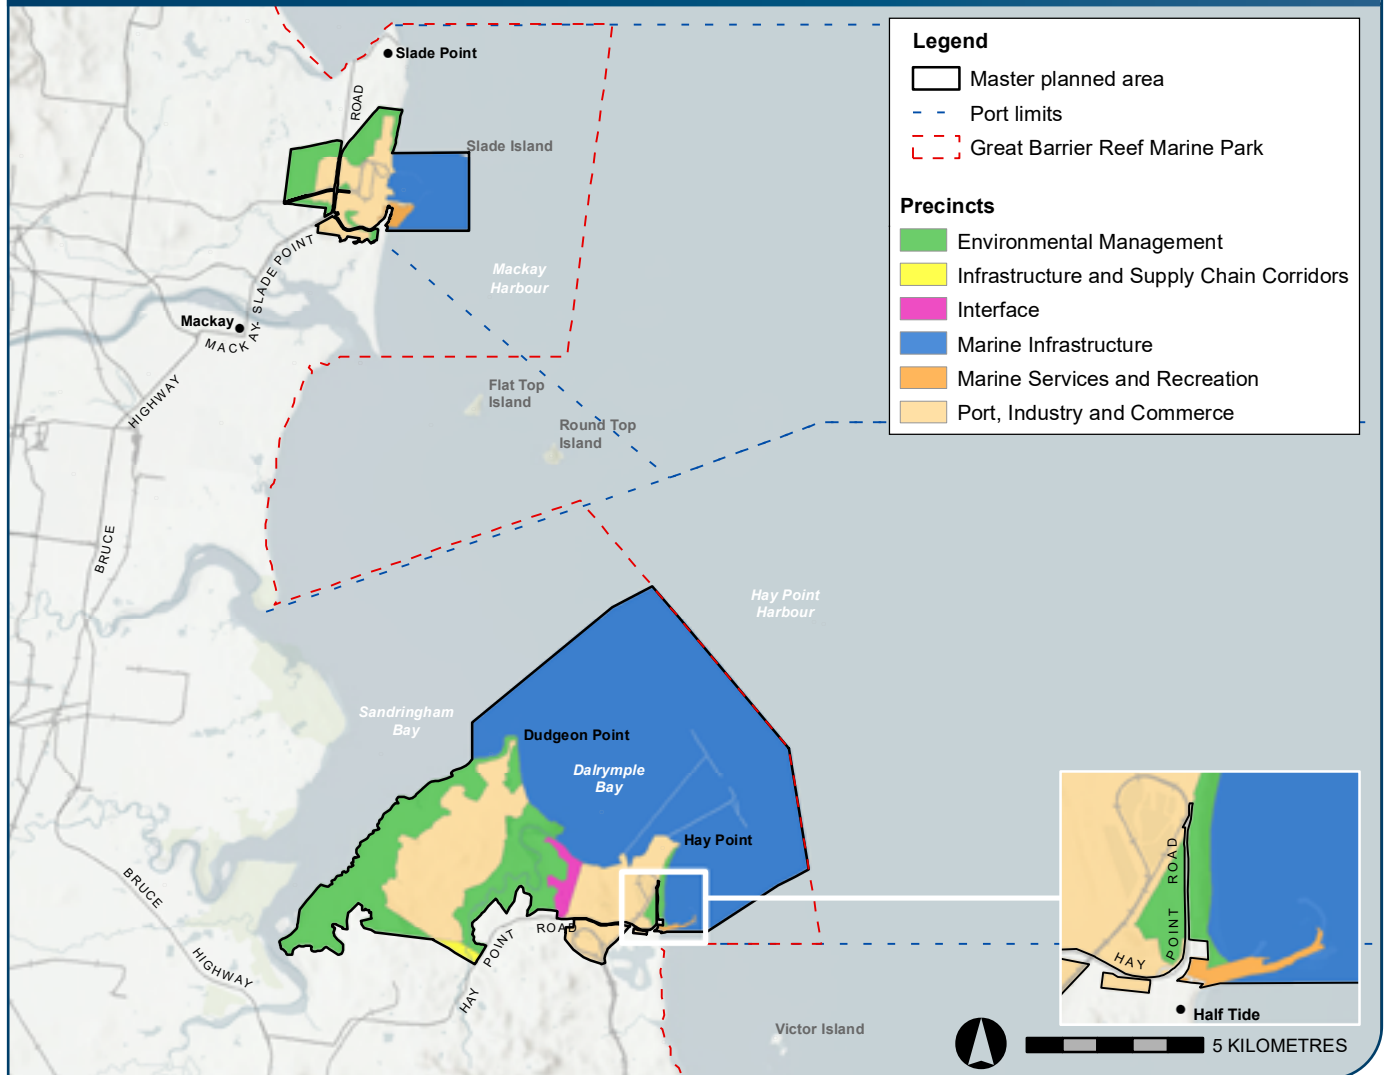 Legend
Master planned area
Port limits
Great Barrier Reef Marine Park
Precincts
Environmental Management
Infrastructure and Supply Chain Corridors
Interface
Marine Infrastructure
Marine Services and Recreation
Port, Industry and Commerce
Slade Point
ROAD
Slade Island
MACKAY- SLADE POINT
Mackay
Harbour
Mackay
HIGHWAY
Flat Top
Island
Round Top
Island
BRUCE
Hay Point
Harbour
Sandringham
Bay
Dudgeon Point
Dalrymple
Bay
Hay Point
BRUCE
HIGHWAY
HAY POINT ROAD
HAY POINT ROAD
Half Tide
Victor Island
5 KILOMETRES